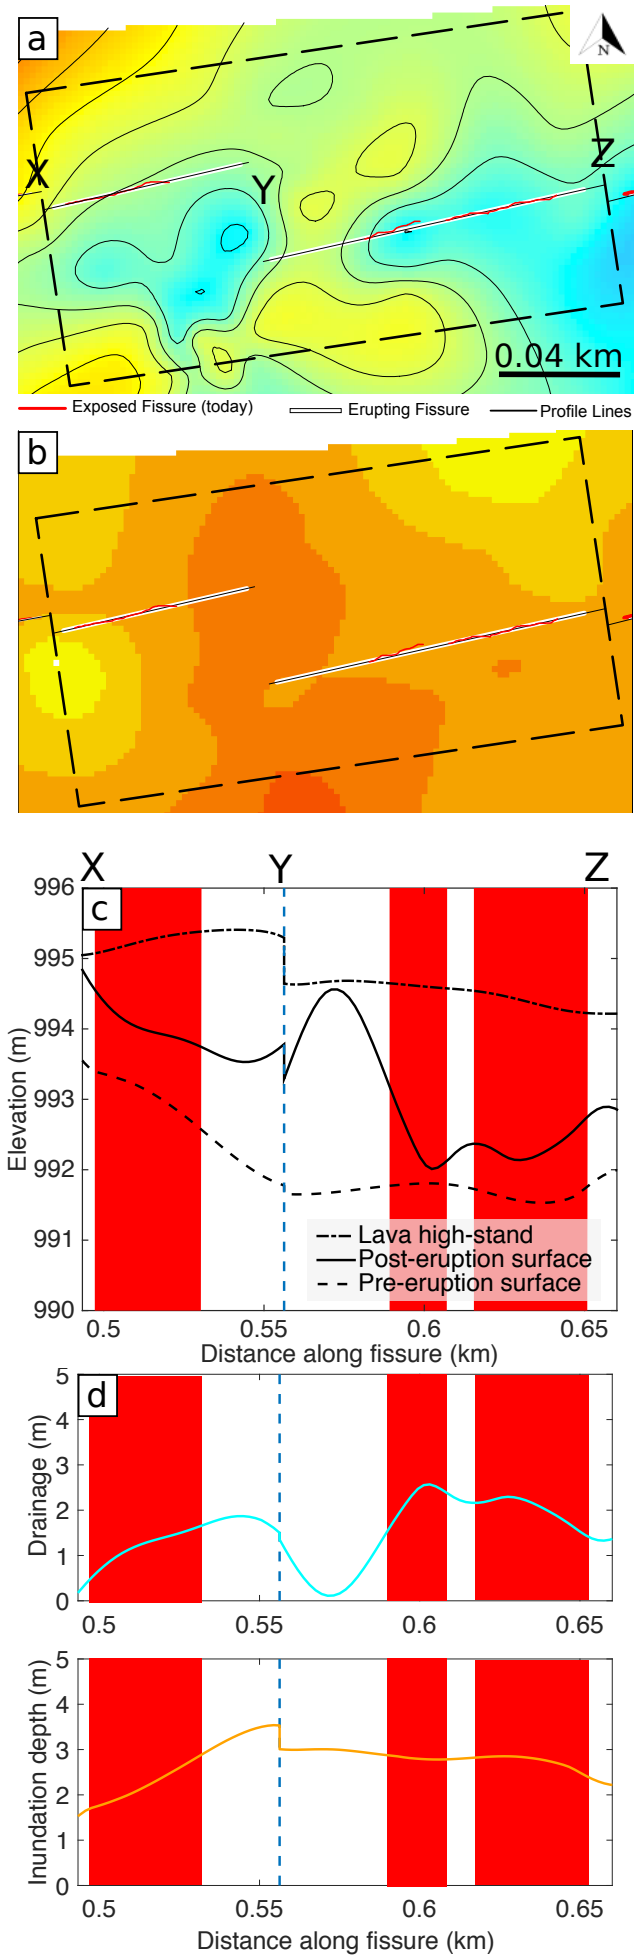 a
N
X
Y
Z
0.04 km
Exposed Fissure (today)
Erupting Fissure
Profile Lines
b
X
Y
Z
c
996
995
994
993
992
991
990
Elevation (m)
Lava high-stand
Post-eruption surface
Pre-eruption surface
0.5
0.55
0.6
0.65
Distance along fissure (km)
d
5
4
3
2
1
0
Drainage (m)
0.5
0.55
0.6
0.65
5
4
3
2
1
0
Inundation depth (m)
0.5
0.55
0.6
0.65
Distance along fissure (km)